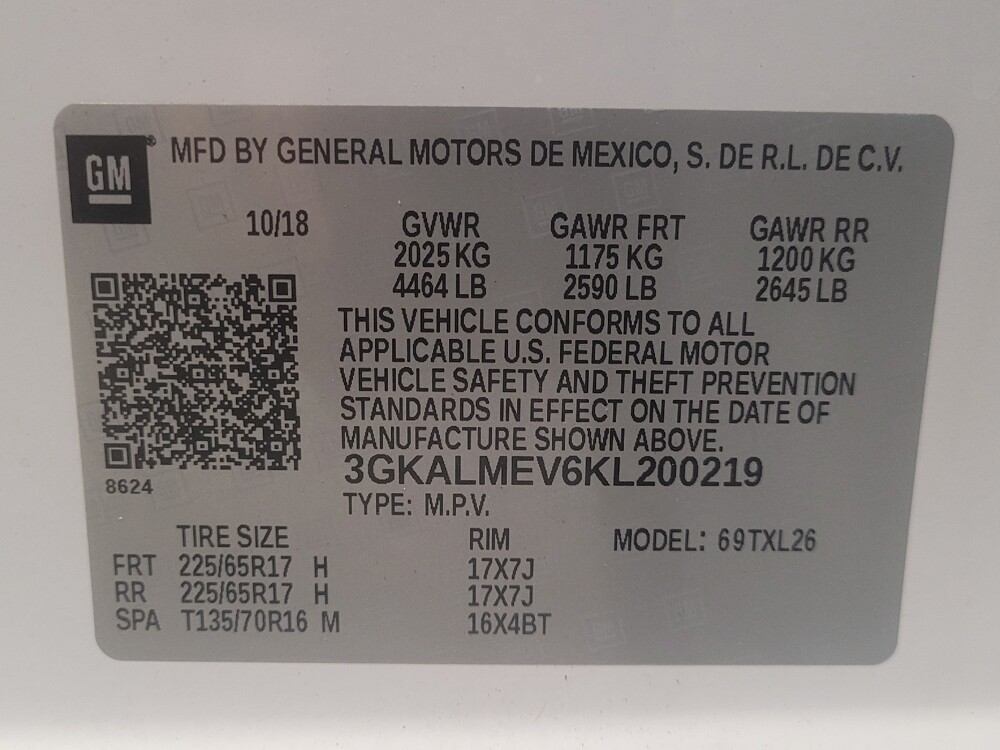 GM® MFD BY GENERAL MOTORS DE MEXICO, S. DE R.L. DE C.V.
10/18 GVWR GAWR FRT GAWR RR
2025 KG 1175 KG 1200 KG
4464 LB 2590 LB 2645 LB
THIS VEHICLE CONFORMS TO ALL
APPLICABLE U.S. FEDERAL MOTOR
VEHICLE SAFETY AND THEFT PREVENTION
STANDARDS IN EFFECT ON THE DATE OF
MANUFACTURE SHOWN ABOVE.
3GKALMEV6KL200219
8624
TYPE: M.P.V.
TIRE SIZE RIM MODEL: 69TXL26
FRT 225/65R17 H 17X7J
RR 225/65R17 H 17X7J
SPA T135/70R16 M 16X4BT